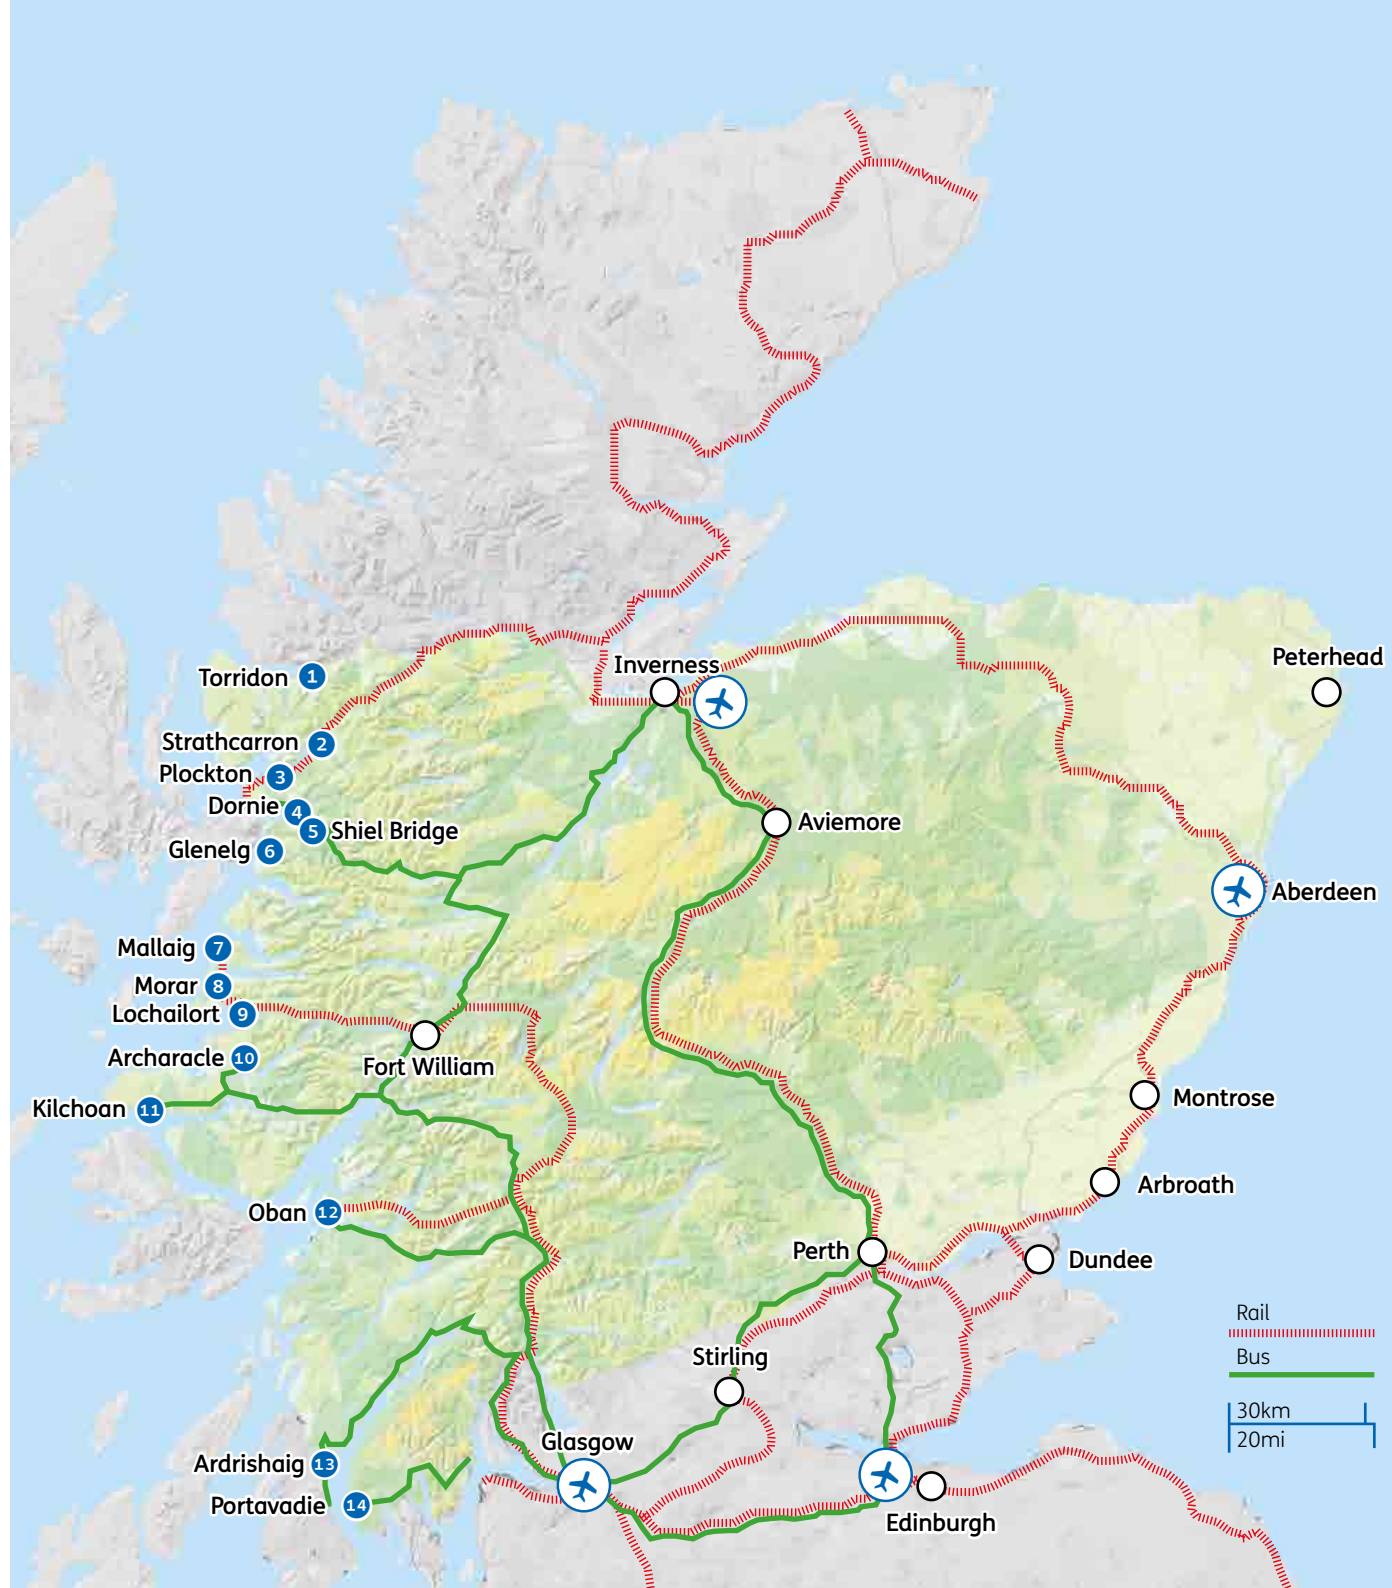 Inverness
Peterhead
Torridon 1
Strathcarron 2
Plockton 3
Dornie 4
5 Shiel Bridge
Aviemore
Glenelg 6
Aberdeen
Mallaig 7
Morar 8
Lochailort 9
Archaracle 10
Fort William
Kilchoan 11
Montrose
Arbroath
Oban 12
Perth
Dundee
Rail
Bus
Stirling
30km
20mi
Glasgow
Ardrishaig 13
Portavadie 14
Edinburgh